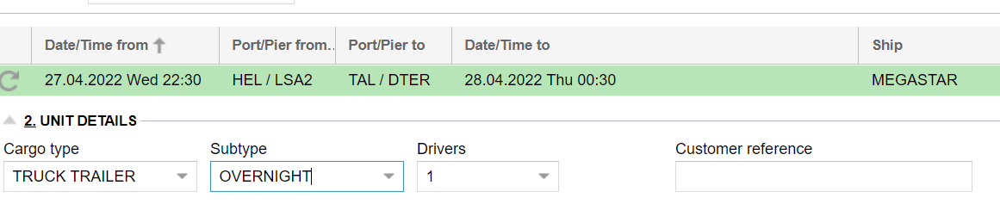 Date/Time from Port/Pier from.. Port/Pier to Date/Time to Ship
27.04.2022 Wed 22:30 HEL / LSA2 TAL / DTER 28.04.2022 Thu 00:30 MEGASTAR
2. UNIT DETAILS
Cargo type Subtype Drivers Customer reference
TRUCK TRAILER OVERNIGHT 1